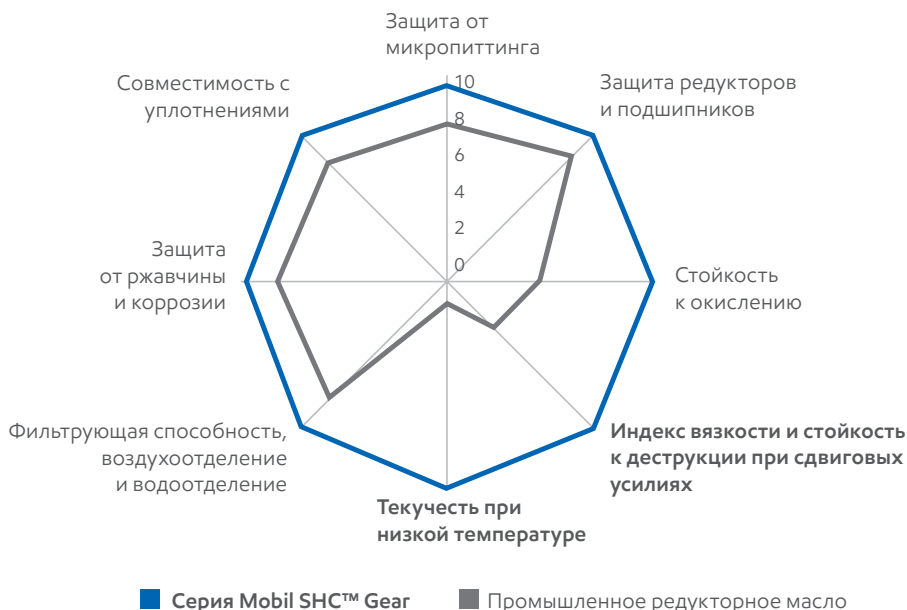 Защита от
микропиттинга
Совместимость с
уплотнениями
Защита редукторов
и подшипников
10
8
6
4
2
0
Защита
от ржавчины
и коррозии
Стойкость
к окислению
Фильтрующая способность,
воздухоотделение
и водоотделение
Индекс вязкости и стойкость
к деструкции при сдвиговых
усилиях
Текучесть при
низкой температуре
Серия Mobil SHC™ Gear
Промышленное редукторное масло